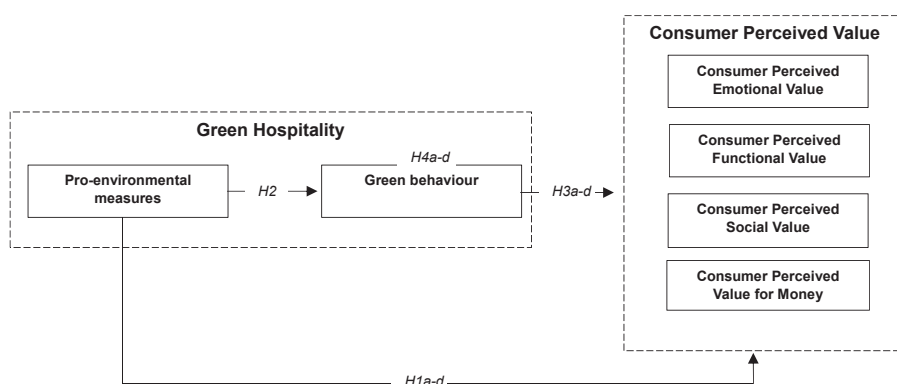 Consumer Perceived Value
Consumer Perceived
Emotional Value
Consumer Perceived
Functional Value
Consumer Perceived
Social Value
Consumer Perceived
Value for Money
Green Hospitality
Pro-environmental
measures
H2
H4a-d
Green behaviour
H3a-d
H1a-d